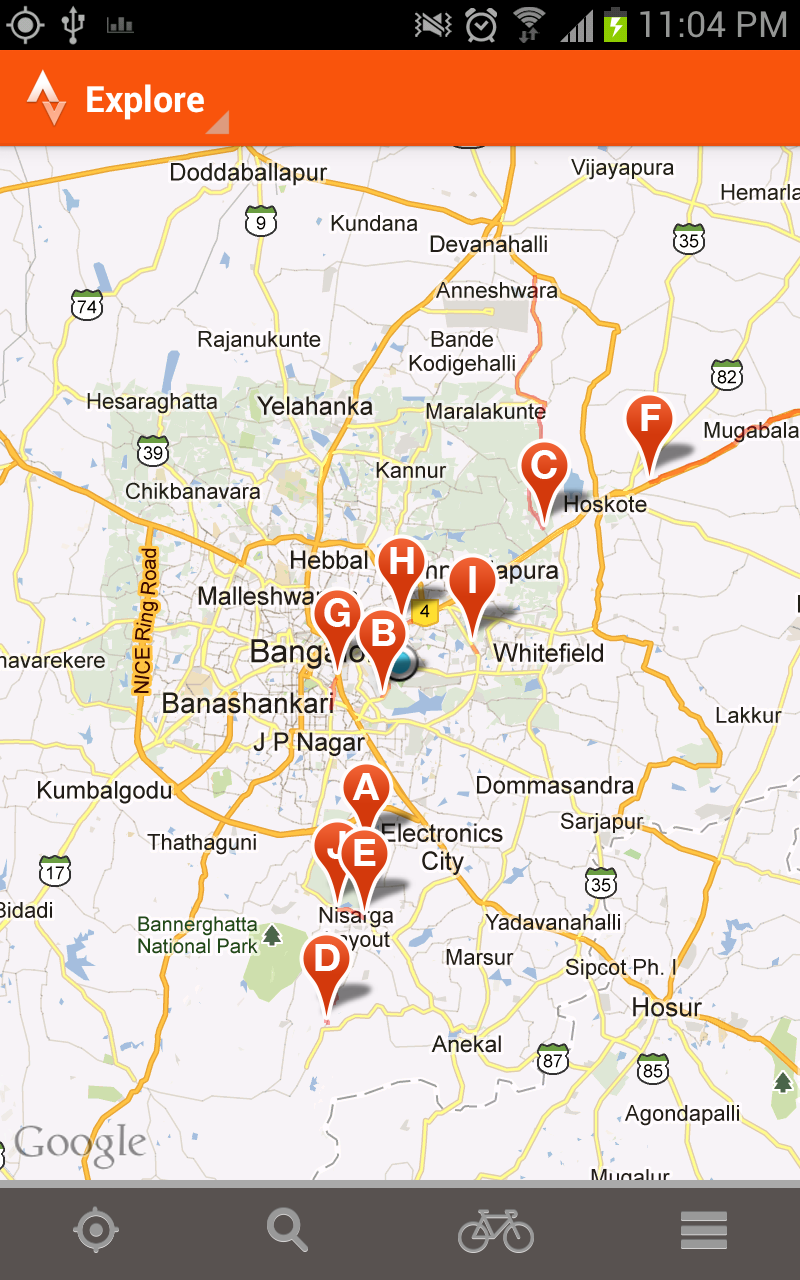 11:04 PM
Explore
Doddaballapur
Vijayapura
Hemarla
9
Kundana
35
Devanahalli
Anneshwara
74
Rajanukunte
Bande
Kodigehalli
82
Hesaraghatta
Yelahanka
Maralakunte
F
Mugabala
39
C
Kannur
Chikbanavara
Hoskote
NICE Ring Road
Hebbal
H
apura
I
Malleshwa
4
G
B
Banga
Whitefield
navarekere
Banashankari
Lakkur
J P Nagar
Kumbalgodu
A
Dommasandra
Sarjapur
Thathaguni
J
E
Electronics
City
17
35
Bidadi
Nisarga
Layout
Bannerghatta
National Park
Yadavanahalli
D
Marsur
Sipcot Ph. I
Hosur
Anekal
87
85
Agondapalli
Google
Mugalur